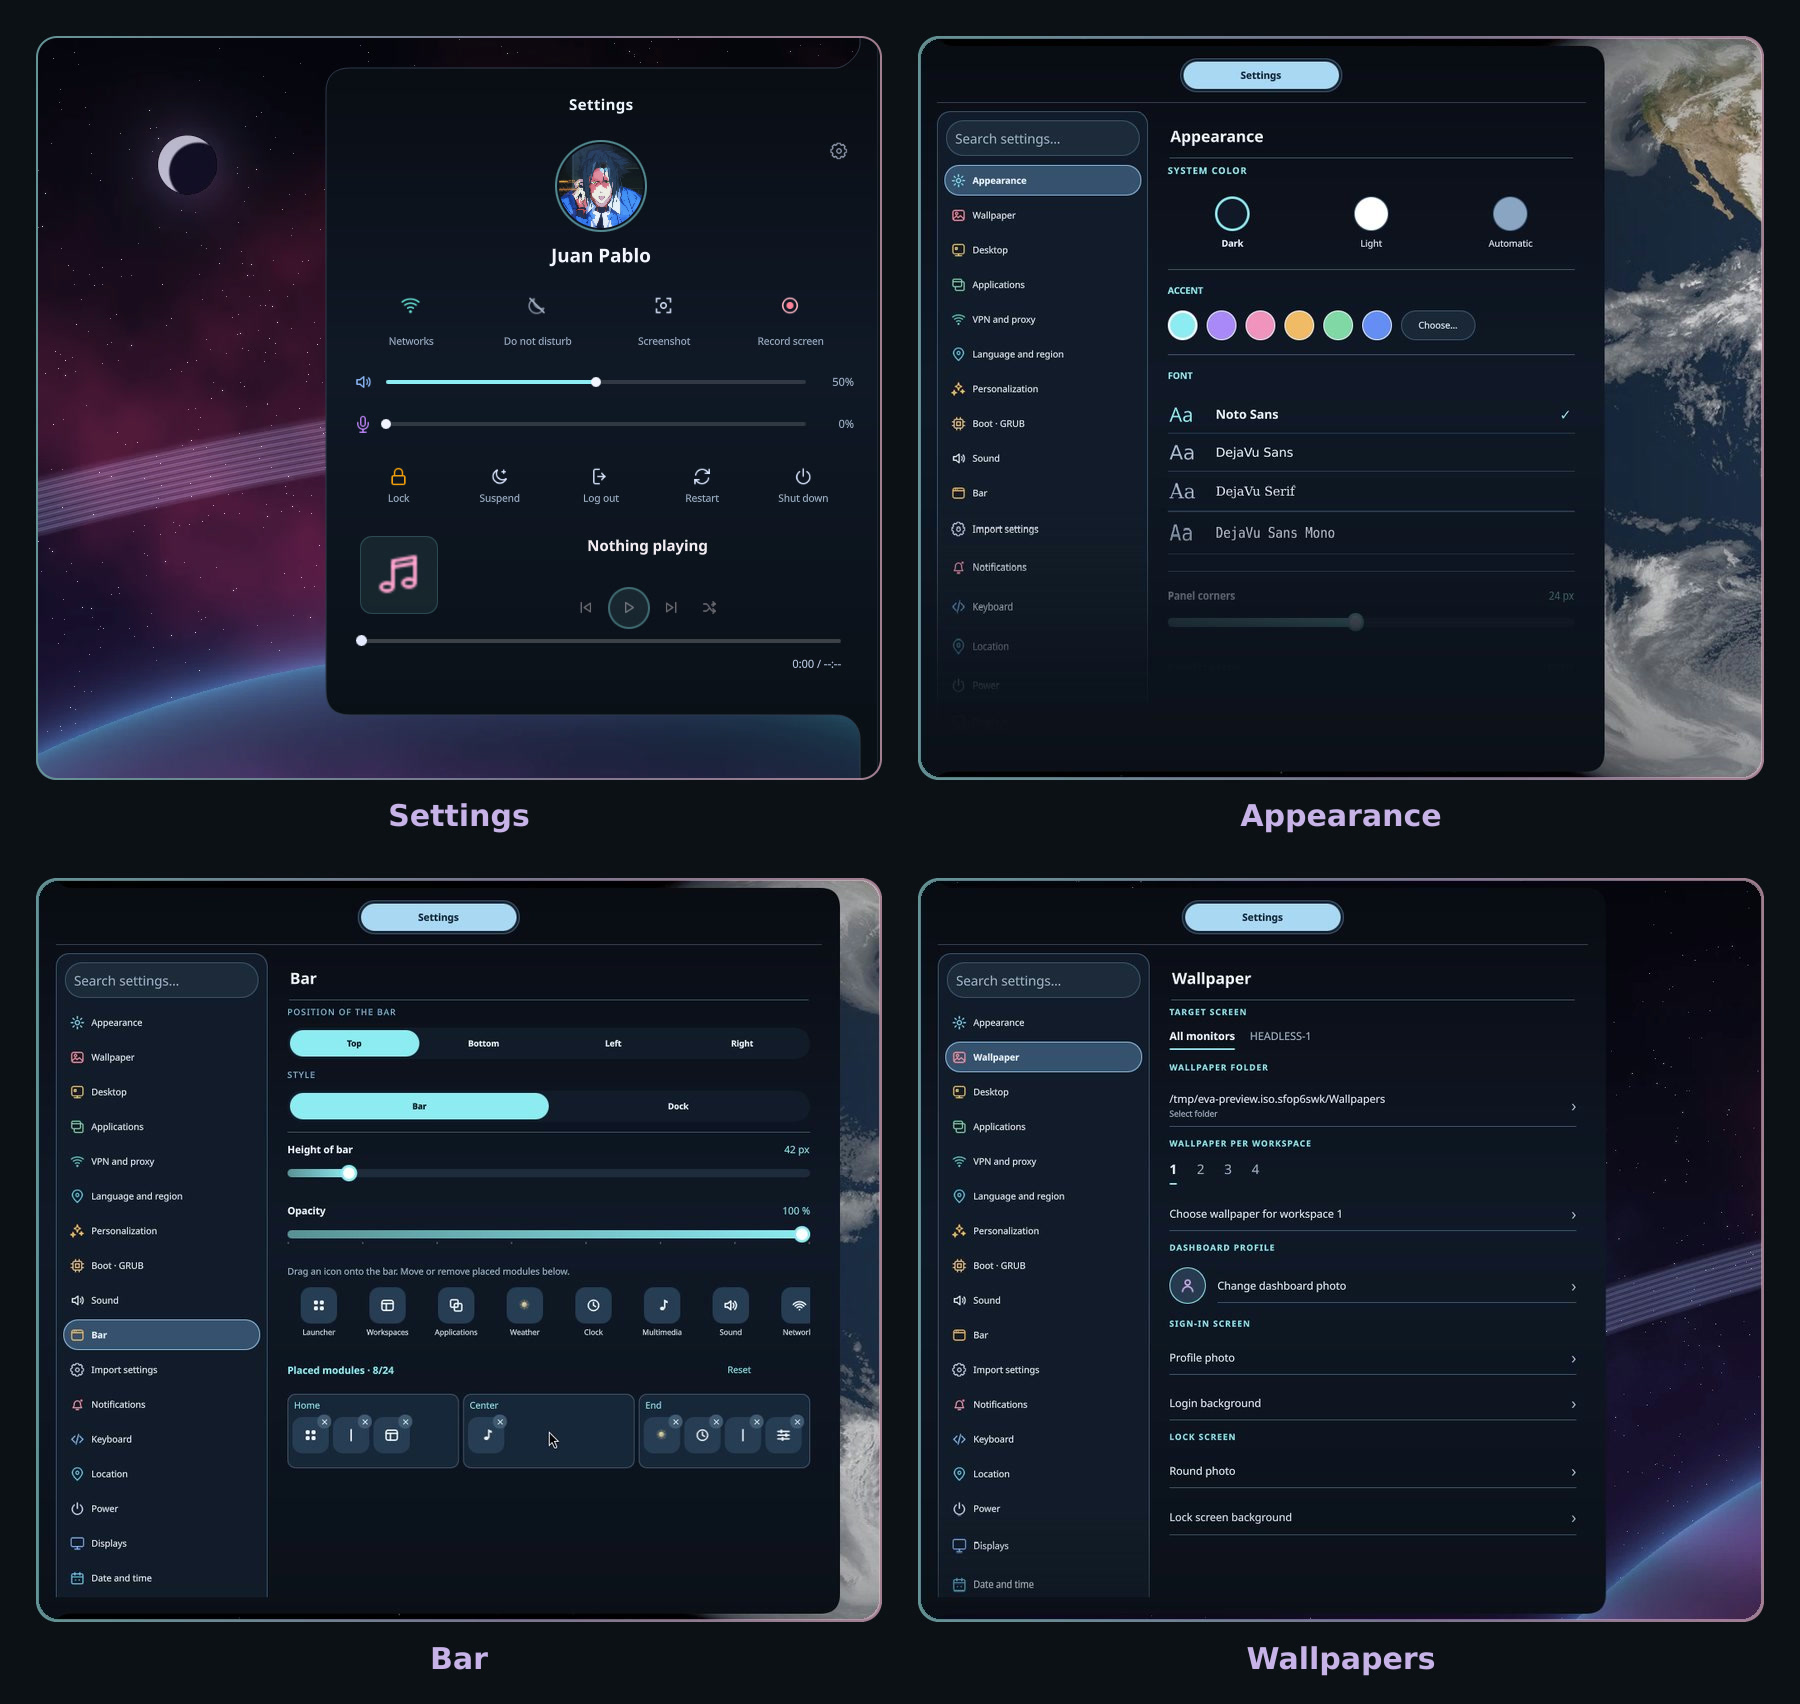 Settings
Juan Pablo
Networks
Do not disturb
Screenshot
Record screen
50%
0%
Lock
Suspend
Log out
Restart
Shut down
Nothing playing
0:00 / --:--
Settings
Settings
Search settings...
Appearance
Wallpaper
Desktop
Applications
VPN and proxy
Language and region
Personalization
Boot · GRUB
Sound
Bar
Import settings
Notifications
Keyboard
Location
Power
Appearance
SYSTEM COLOR
Dark
Light
Automatic
ACCENT
Choose...
FONT
Aa Noto Sans ✓
Aa DejaVu Sans
Aa DejaVu Serif
Aa DejaVu Sans Mono
Panel corners 24 px
Appearance
Settings
Search settings...
Appearance
Wallpaper
Desktop
Applications
VPN and proxy
Language and region
Personalization
Boot · GRUB
Sound
Bar
Import settings
Notifications
Keyboard
Location
Power
Displays
Date and time
Bar
POSITION OF THE BAR
Top Bottom Left Right
STYLE
Bar Dock
Height of bar 42 px
Opacity 100 %
Drag an icon onto the bar. Move or remove placed modules below.
Launcher Workspaces Applications Weather Clock Multimedia Sound Network
Placed modules · 8/24 Reset
Home Center End
Bar
Settings
Search settings...
Appearance
Wallpaper
Desktop
Applications
VPN and proxy
Language and region
Personalization
Boot · GRUB
Sound
Bar
Import settings
Notifications
Keyboard
Location
Power
Displays
Date and time
Wallpaper
TARGET SCREEN
All monitors HEADLESS-1
WALLPAPER FOLDER
/tmp/eva-preview.iso.sfop6swk/Wallpapers
Select folder
WALLPAPER PER WORKSPACE
1 2 3 4
Choose wallpaper for workspace 1
DASHBOARD PROFILE
Change dashboard photo
SIGN-IN SCREEN
Profile photo
Login background
LOCK SCREEN
Round photo
Lock screen background
Wallpapers